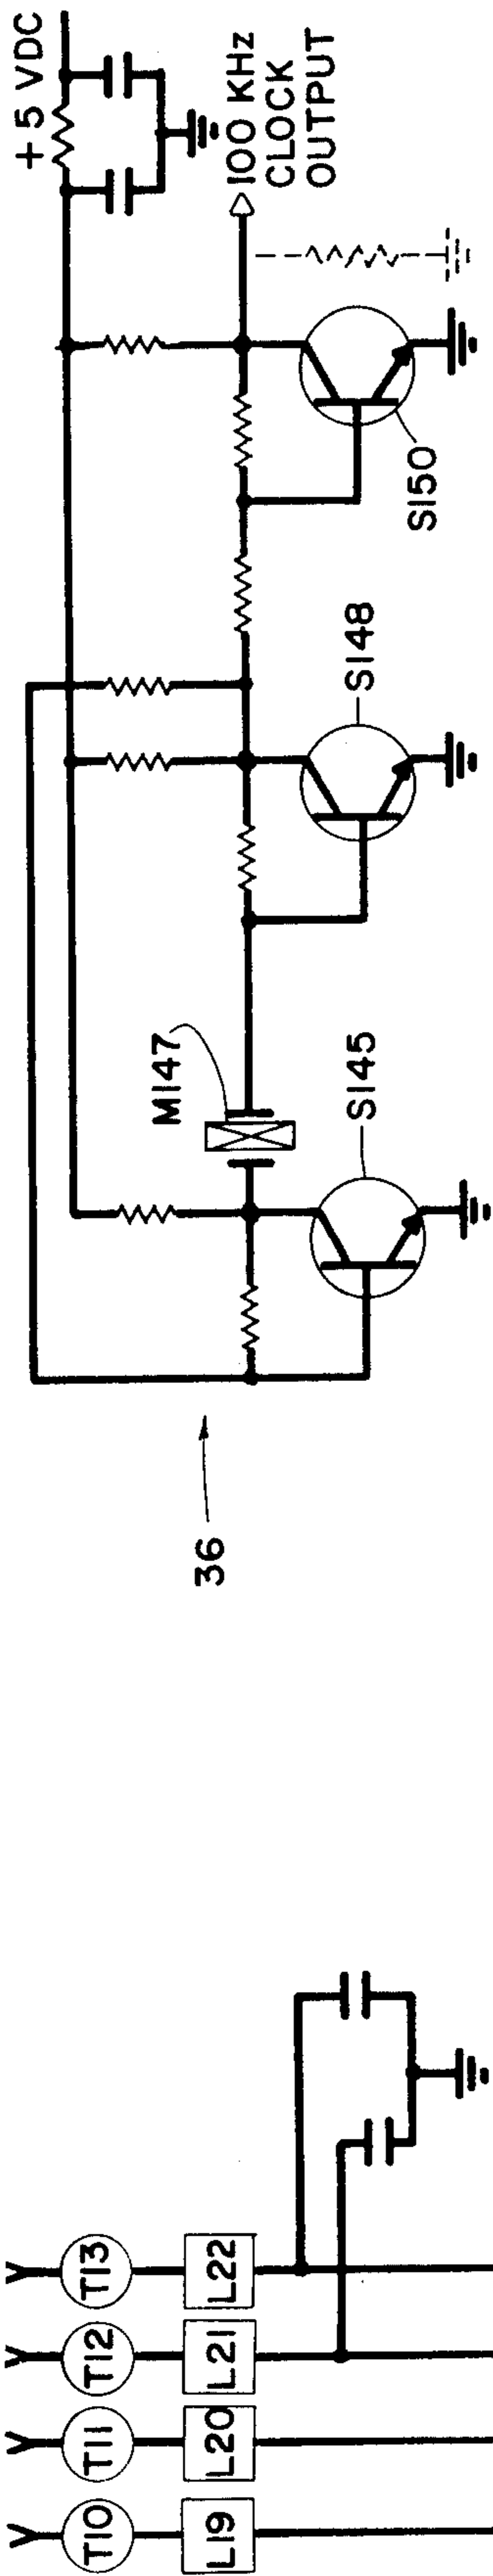 +5 VDC
100 KHz
CLOCK
OUTPUT
S150
S148
M147
S145
36
T13
L22
T12
L21
T11
L20
T10
L19